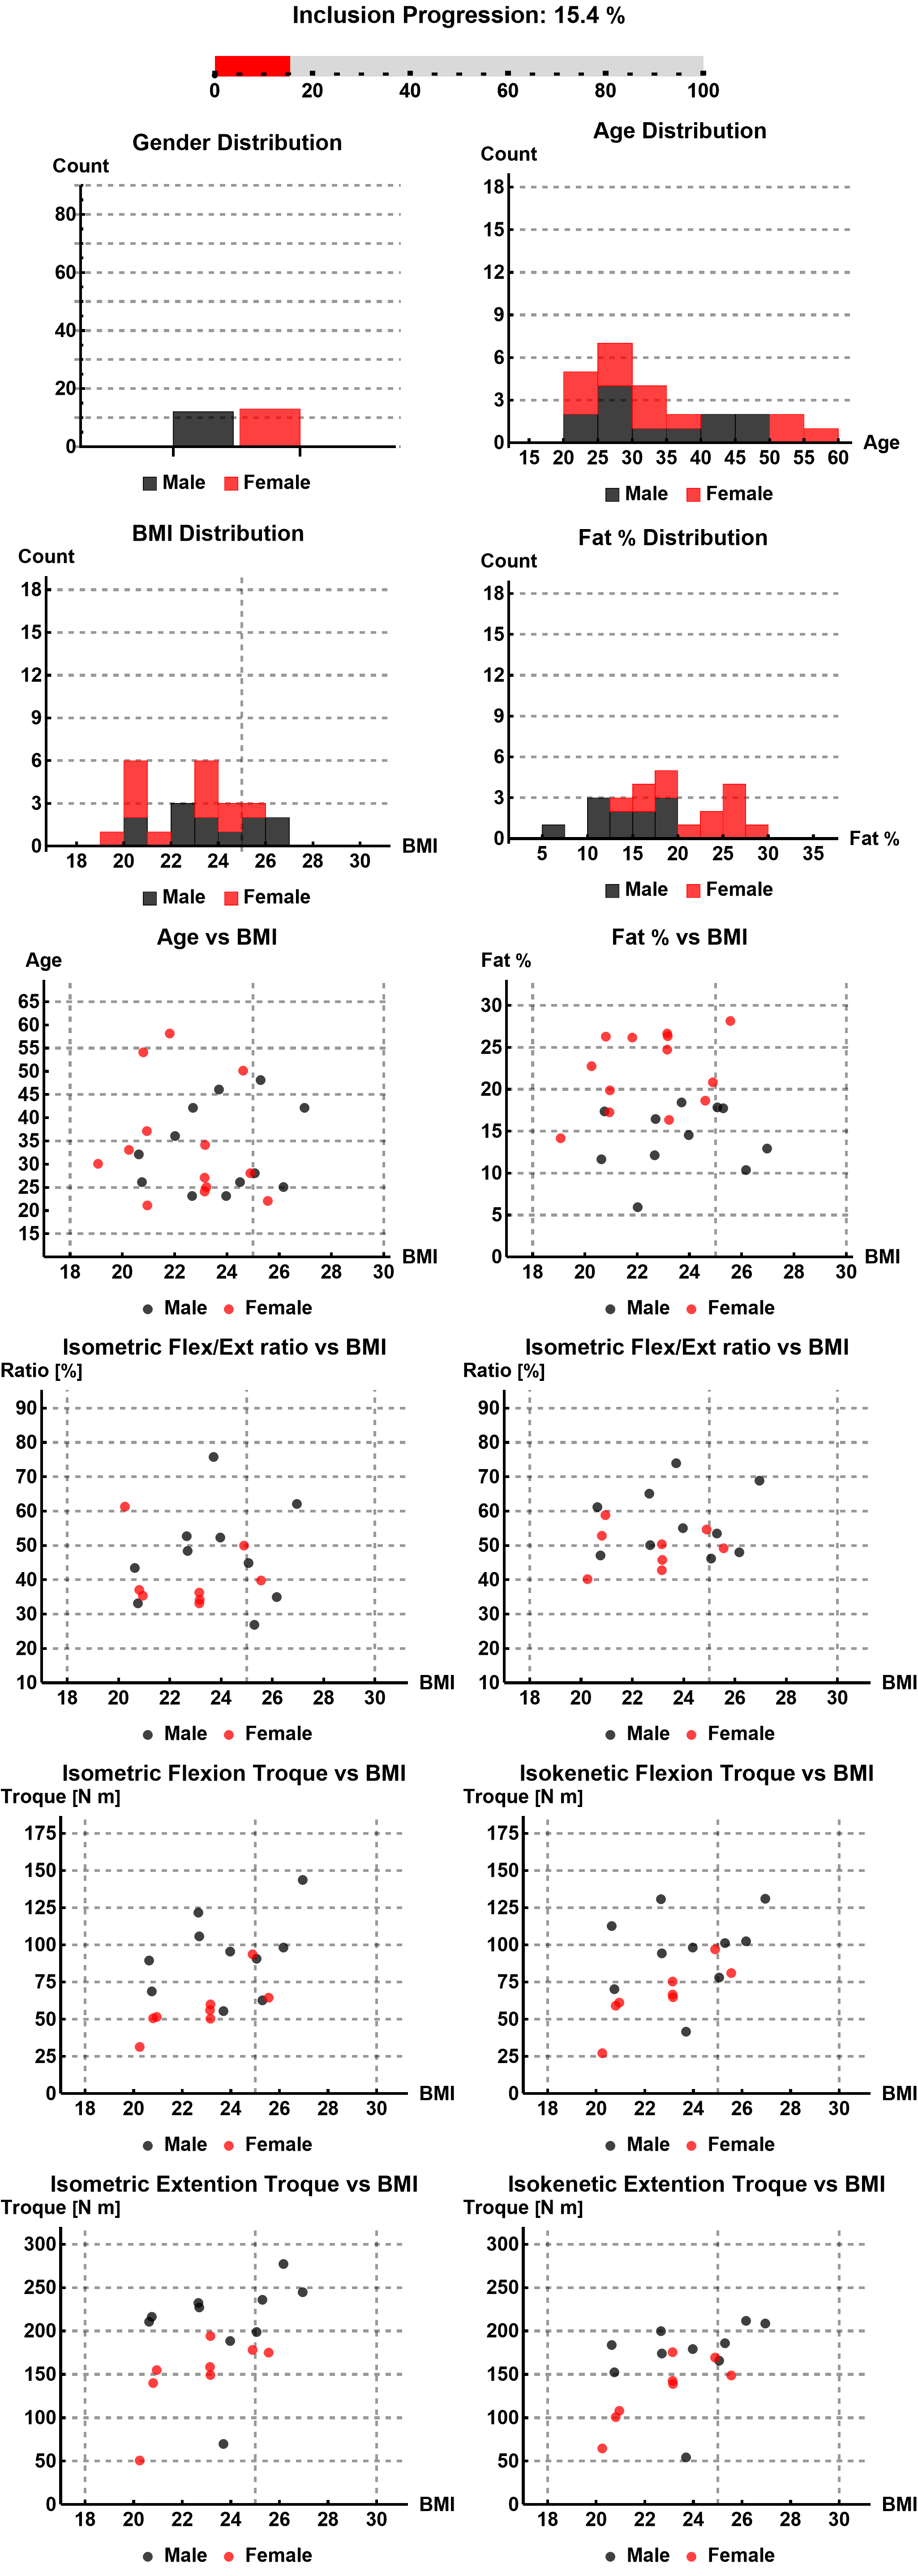 Inclusion Progression: 15.4 %
0 20 40 60 80 100
Gender Distribution
Count
80
60
40
20
0
Male Female
Age Distribution
Count
18
15
12
9
6
3
0
15 20 25 30 35 40 45 50 55 60 Age
Male Female
BMI Distribution
Count
18
15
12
9
6
3
0
18 20 22 24 26 28 30 BMI
Male Female
Fat % Distribution
Count
18
15
12
9
6
3
0
5 10 15 20 25 30 35 Fat %
Male Female
Age vs BMI
Age
65
60
55
50
45
40
35
30
25
20
15
18 20 22 24 26 28 30 BMI
Male Female
Fat % vs BMI
Fat %
30
25
20
15
10
5
0
18 20 22 24 26 28 30 BMI
Male Female
Isometric Flex/Ext ratio vs BMI
Ratio [%]
90
80
70
60
50
40
30
20
10
18 20 22 24 26 28 30 BMI
Male Female
Isometric Flex/Ext ratio vs BMI
Ratio [%]
90
80
70
60
50
40
30
20
10
18 20 22 24 26 28 30 BMI
Male Female
Isometric Flexion Troque vs BMI
Troque [N m]
175
150
125
100
75
50
25
0
18 20 22 24 26 28 30 BMI
Male Female
Isokenetic Flexion Troque vs BMI
Troque [N m]
175
150
125
100
75
50
25
0
18 20 22 24 26 28 30 BMI
Male Female
Isometric Extention Troque vs BMI
Troque [N m]
300
250
200
150
100
50
0
18 20 22 24 26 28 30 BMI
Male Female
Isokenetic Extention Troque vs BMI
Troque [N m]
300
250
200
150
100
50
0
18 20 22 24 26 28 30 BMI
Male Female